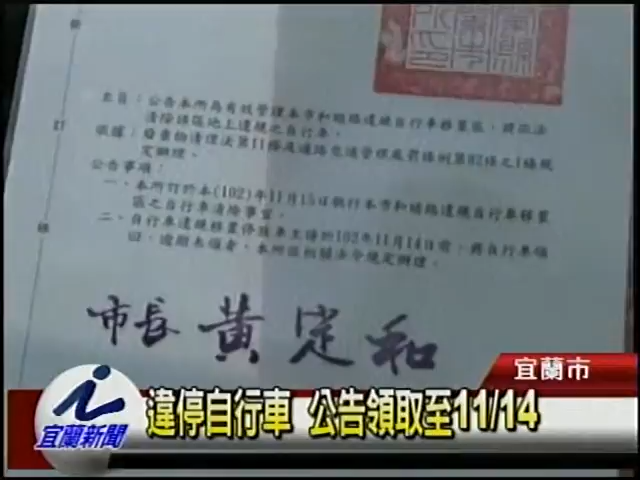 主旨：公告本所為有效管理本市和睦路違規自行車移置區，擬依法
清除該區地上違規之自行車。
依據：廢棄物清理法第11條及道路交通管理處罰條例第82條之1條規
定辦理。
公告事項：
一、本所訂於本(102)年11月15日執行本市和睦路違規自行車移置
區之自行車清除事宜。
二、自行車違規移置停放車主請於102年11月14日前，將自行車領
回，逾期未領者，本所依相關法令規定辦理。
市長 黃定和
宜蘭市
違停自行車 公告領取至11/14
宜蘭新聞